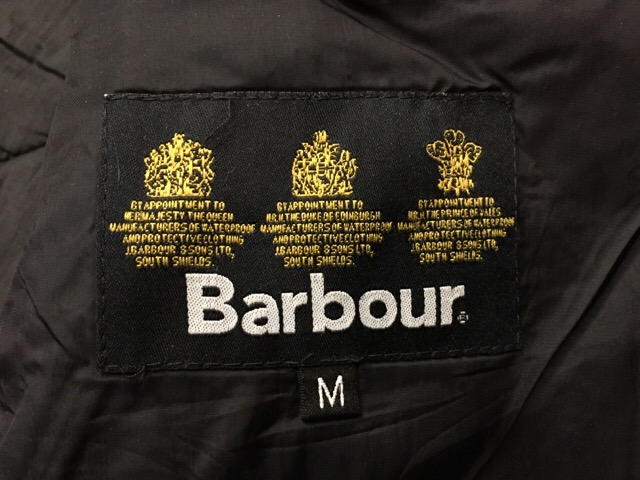 BY APPOINTMENT TO
HER MAJESTY THE QUEEN
MANUFACTURERS OF WATERPROOF
AND PROTECTIVE CLOTHING
J.BARBOUR & SONS LTD,
SOUTH SHIELDS.
BY APPOINTMENT TO
H.R.H. THE DUKE OF EDINBURGH
MANUFACTURERS OF WATERPROOF
AND PROTECTIVE CLOTHING
J.BARBOUR & SONS LTD,
SOUTH SHIELDS.
BY APPOINTMENT TO
H.R.H. THE PRINCE OF WALES
MANUFACTURERS OF WATERPROOF
AND PROTECTIVE CLOTHING
J.BARBOUR & SONS LTD,
SOUTH SHIELDS.
Barbour
M